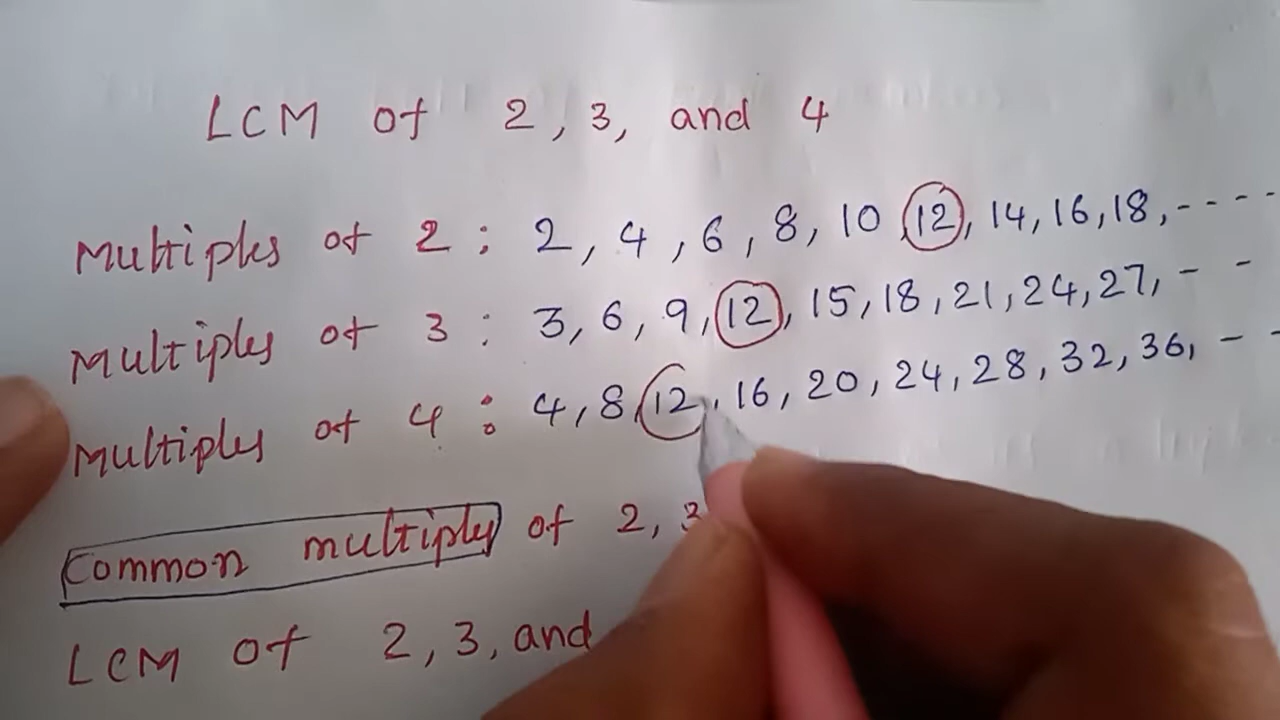 LCM of 2, 3, and 4
Multiples of 2 : 2, 4, 6, 8, 10, 12, 14, 16, 18, ----
Multiples of 3 : 3, 6, 9, 12, 15, 18, 21, 24, 27, - -
Multiples of 4 : 4, 8, 12, 16, 20, 24, 28, 32, 36, - -
Common multiples of 2, 3
LCM of 2, 3, and